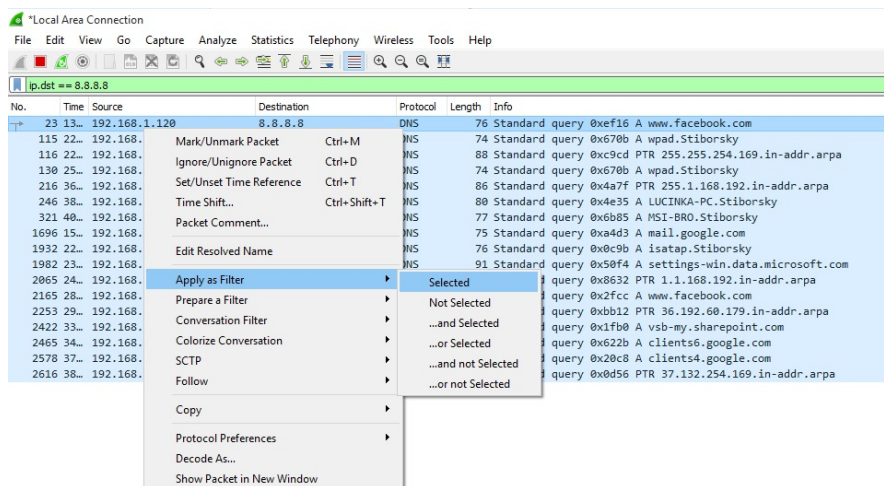 *Local Area Connection
File Edit View Go Capture Analyze Statistics Telephony Wireless Tools Help
ip.dst == 8.8.8.8
No. Time Source Destination Protocol Length Info
23 13… 192.168.1.120 8.8.8.8 DNS 76 Standard query 0xef16 A www.facebook.com
115 22… 192.168. NS 74 Standard query 0x670b A wpad.Stiborsky
116 22… 192.168. NS 88 Standard query 0xc9cd PTR 255.255.254.169.in-addr.arpa
130 25… 192.168. NS 74 Standard query 0x670b A wpad.Stiborsky
216 36… 192.168. NS 86 Standard query 0x4a7f PTR 255.1.168.192.in-addr.arpa
246 38… 192.168. NS 80 Standard query 0x4e35 A LUCINKA-PC.Stiborsky
321 40… 192.168. NS 77 Standard query 0x6b85 A MSI-BRO.Stiborsky
1696 15… 192.168. NS 75 Standard query 0xa4d3 A mail.google.com
1932 22… 192.168. NS 76 Standard query 0x0c9b A isatap.Stiborsky
1982 23… 192.168. NS 91 Standard query 0x50f4 A settings-win.data.microsoft.com
2065 24… 192.168. query 0x8632 PTR 1.1.168.192.in-addr.arpa
2165 28… 192.168. query 0x2fcc A www.facebook.com
2253 29… 192.168. query 0xbb12 PTR 36.192.60.179.in-addr.arpa
2422 33… 192.168. query 0x1fb0 A vsb-my.sharepoint.com
2465 34… 192.168. query 0x622b A clients6.google.com
2578 37… 192.168. query 0x20c8 A clients4.google.com
2616 38… 192.168. query 0x0d56 PTR 37.132.254.169.in-addr.arpa
Mark/Unmark Packet Ctrl+M
Ignore/Unignore Packet Ctrl+D
Set/Unset Time Reference Ctrl+T
Time Shift... Ctrl+Shift+T
Packet Comment...
Edit Resolved Name
Apply as Filter
Prepare a Filter
Conversation Filter
Colorize Conversation
SCTP
Follow
Copy
Protocol Preferences
Decode As...
Show Packet in New Window
Selected
Not Selected
...and Selected
...or Selected
...and not Selected
...or not Selected